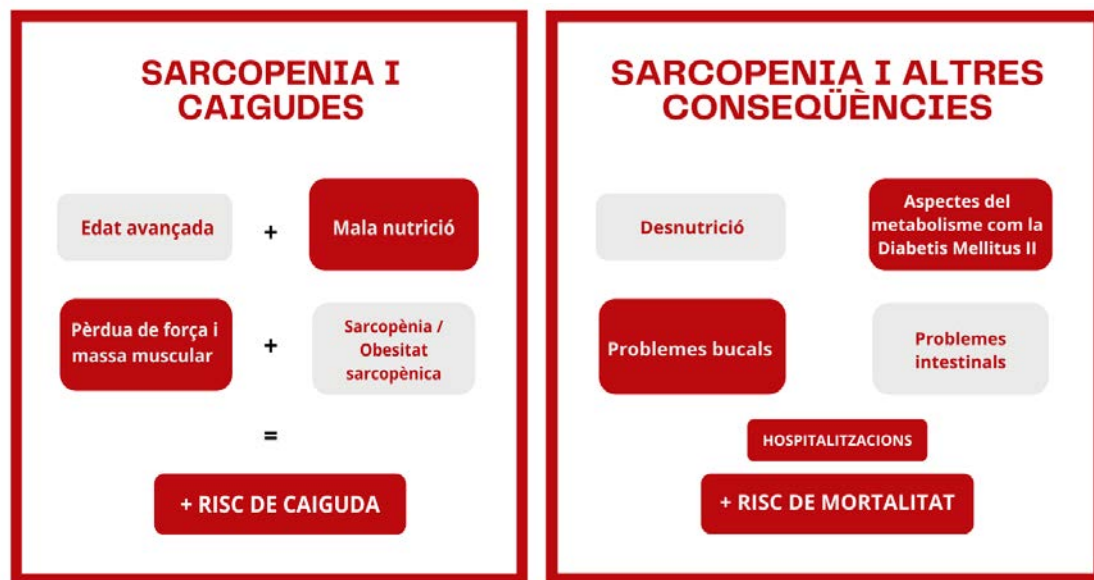 SARCOPENIA I
CAIGUDES
Edat avançada
+
Mala nutrició
Pèrdua de força i
massa muscular
+
Sarcopènia /
Obesitat
sarcopènica
=
+ RISC DE CAIGUDA
SARCOPENIA I ALTRES
CONSEQÜÈNCIES
Desnutrició
Aspectes del
metabolisme com la
Diabetis Mellitus II
Problemes bucals
Problemes
intestinals
HOSPITALITZACIONS
+ RISC DE MORTALITAT